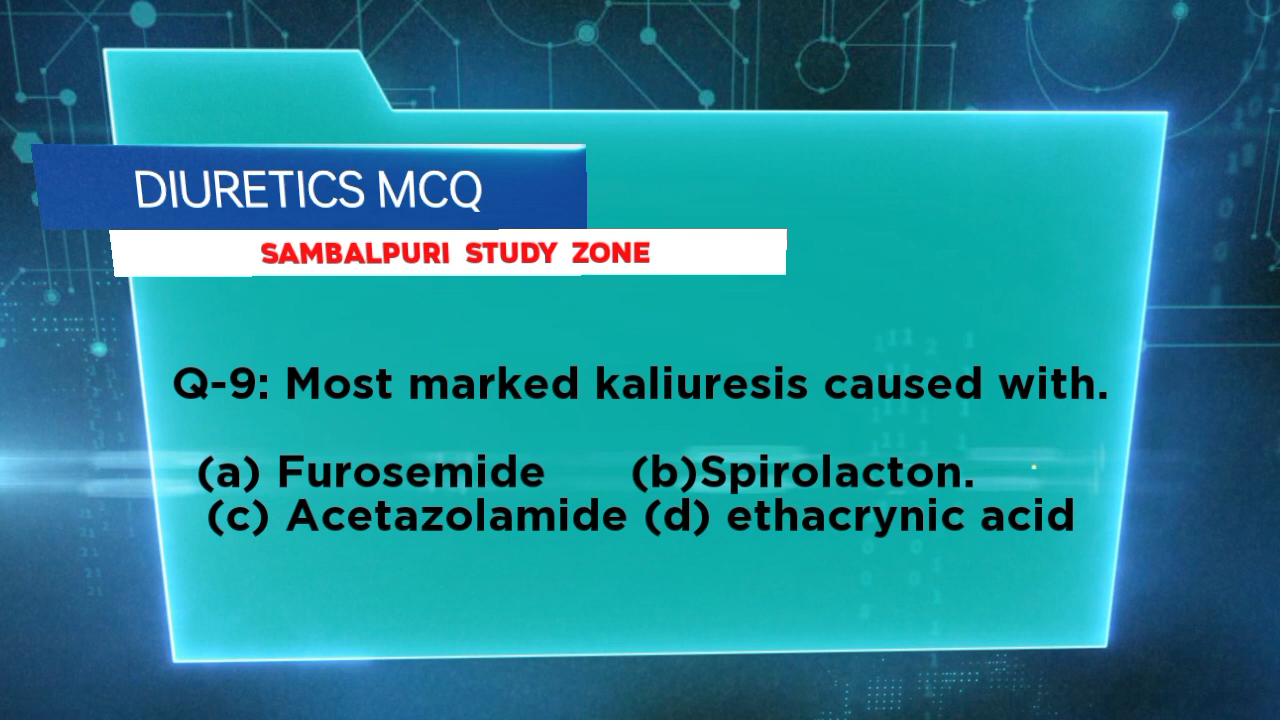 DIURETICS MCQ
SAMBALPURI STUDY ZONE
Q-9: Most marked kaliuresis caused with.
(a) Furosemide (b)Spirolacton.
(c) Acetazolamide (d) ethacrynic acid